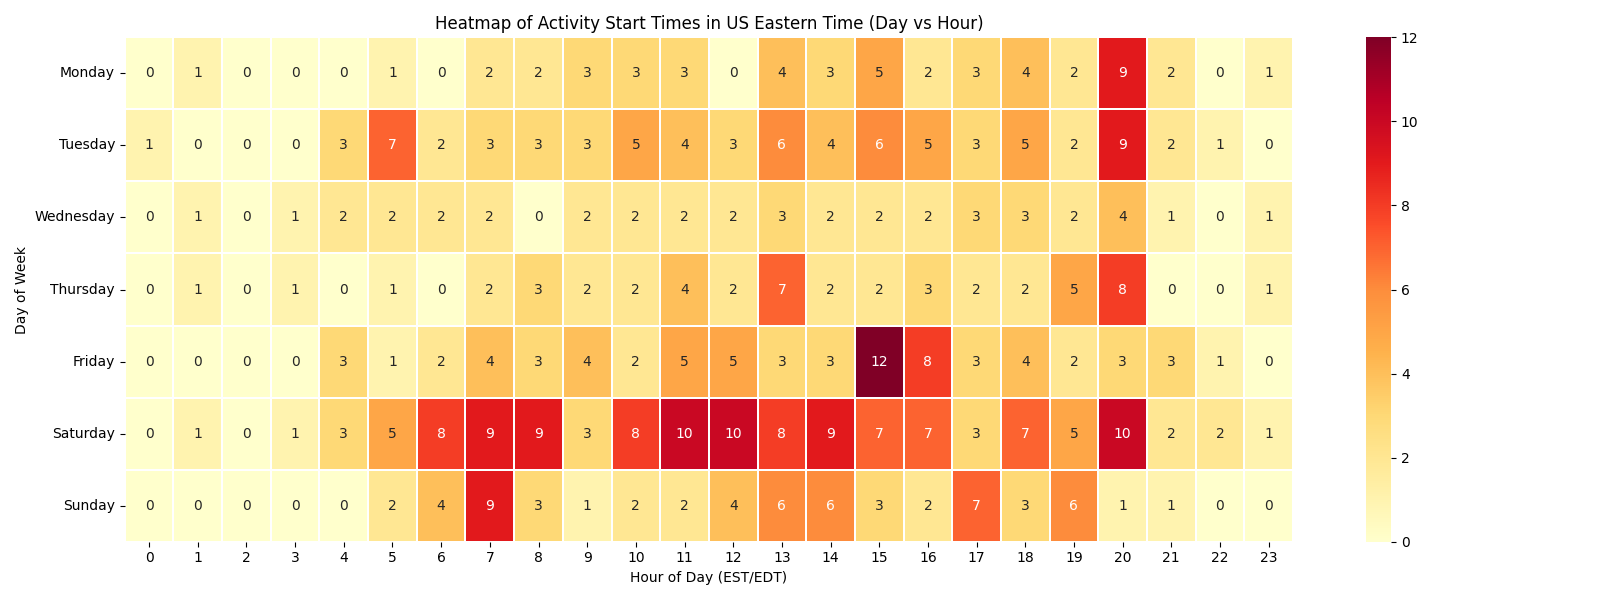 Heatmap of Activity Start Times in US Eastern Time (Day vs Hour)
Day of Week
Monday 0 1 0 0 0 1 0 2 2 3 3 3 0 4 3 5 2 3 4 2 9 2 0 1
Tuesday 1 0 0 0 3 7 2 3 3 3 5 4 3 6 4 6 5 3 5 2 9 2 1 0
Wednesday 0 1 0 1 2 2 2 2 0 2 2 2 2 3 2 2 2 3 3 2 4 1 0 1
Thursday 0 1 0 1 0 1 0 2 3 2 2 4 2 7 2 2 3 2 2 5 8 0 0 1
Friday 0 0 0 0 3 1 2 4 3 4 2 5 5 3 3 12 8 3 4 2 3 3 1 0
Saturday 0 1 0 1 3 5 8 9 9 3 8 10 10 8 9 7 7 3 7 5 10 2 2 1
Sunday 0 0 0 0 0 2 4 9 3 1 2 2 4 6 6 3 2 7 3 6 1 1 0 0
0 1 2 3 4 5 6 7 8 9 10 11 12 13 14 15 16 17 18 19 20 21 22 23
Hour of Day (EST/EDT)
12
10
8
6
4
2
0